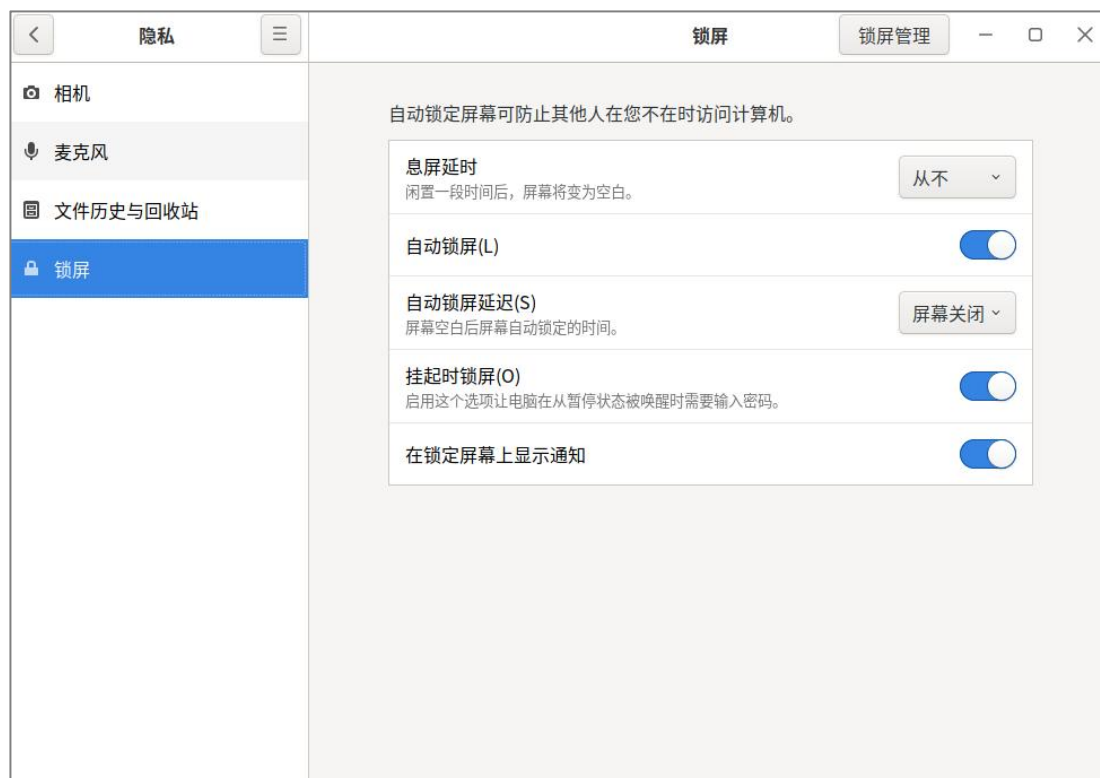 隐私
锁屏
锁屏管理
相机
麦克风
文件历史与回收站
锁屏
自动锁定屏幕可防止其他人在您不在时访问计算机。
息屏延时
闲置一段时间后，屏幕将变为空白。
从不
自动锁屏(L)
自动锁屏延迟(S)
屏幕空白后屏幕自动锁定的时间。
屏幕关闭
挂起时锁屏(O)
启用这个选项让电脑在从暂停状态被唤醒时需要输入密码。
在锁定屏幕上显示通知